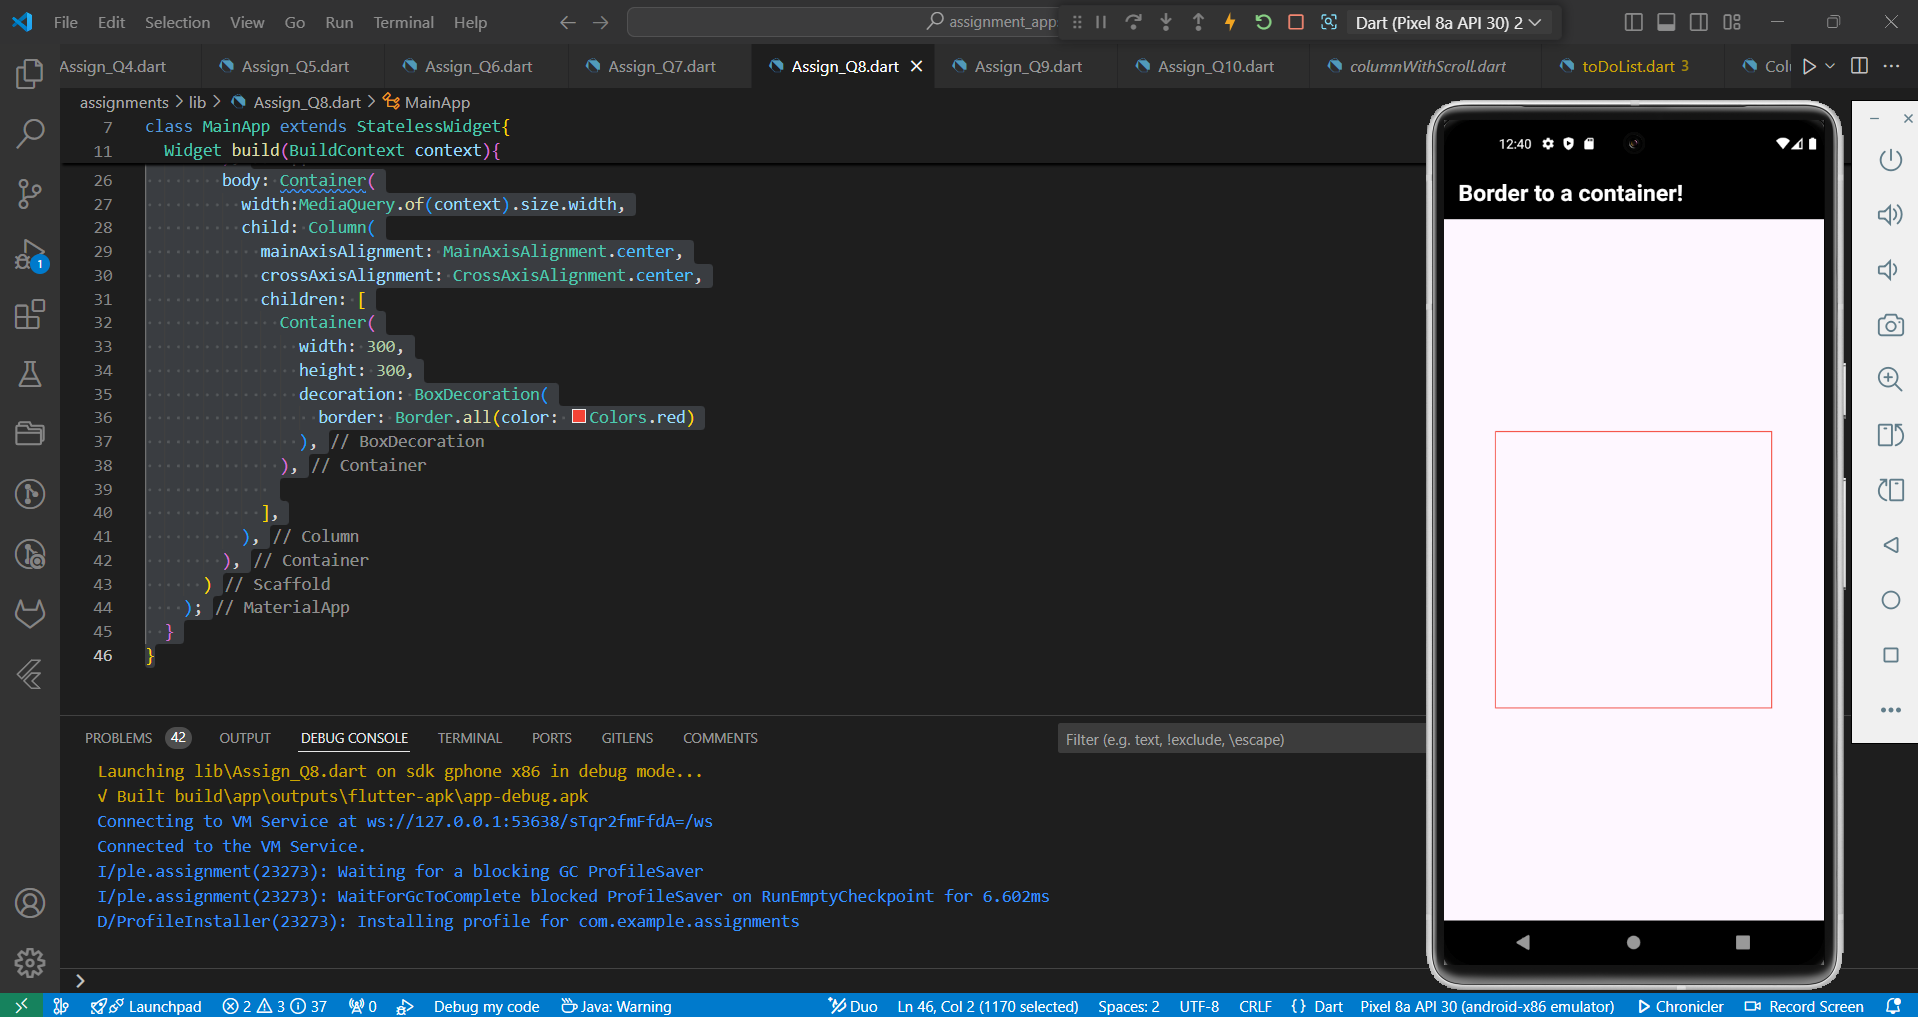 File Edit Selection View Go Run Terminal Help
assignment_app
Dart (Pixel 8a API 30) 2
Assign_Q4.dart
Assign_Q5.dart
Assign_Q6.dart
Assign_Q7.dart
Assign_Q8.dart
Assign_Q9.dart
Assign_Q10.dart
columnWithScroll.dart
toDoList.dart 3
Colu
assignments > lib > Assign_Q8.dart > MainApp
7 class MainApp extends StatelessWidget{
11 Widget build(BuildContext context){
26 body: Container(
27 width:MediaQuery.of(context).size.width,
28 child: Column(
29 mainAxisAlignment: MainAxisAlignment.center,
30 crossAxisAlignment: CrossAxisAlignment.center,
31 children: [
32 Container(
33 width: 300,
34 height: 300,
35 decoration: BoxDecoration(
36 border: Border.all(color: Colors.red)
37 ), // BoxDecoration
38 ), // Container
39
40 ],
41 ), // Column
42 ), // Container
43 ) // Scaffold
44 ); // MaterialApp
45 }
46 }
1
12:40
Border to a container!
PROBLEMS 42 OUTPUT DEBUG CONSOLE TERMINAL PORTS GITLENS COMMENTS
Filter (e.g. text, !exclude, \escape)
Launching lib\Assign_Q8.dart on sdk gphone x86 in debug mode...
√ Built build\app\outputs\flutter-apk\app-debug.apk
Connecting to VM Service at ws://127.0.0.1:53638/sTqr2fmFfdA=/ws
Connected to the VM Service.
I/ple.assignment(23273): Waiting for a blocking GC ProfileSaver
I/ple.assignment(23273): WaitForGcToComplete blocked ProfileSaver on RunEmptyCheckpoint for 6.602ms
D/ProfileInstaller(23273): Installing profile for com.example.assignments
Launchpad 2 3 37 0 Debug my code Java: Warning Duo Ln 46, Col 2 (1170 selected) Spaces: 2 UTF-8 CRLF {} Dart Pixel 8a API 30 (android-x86 emulator) Chronicler Record Screen